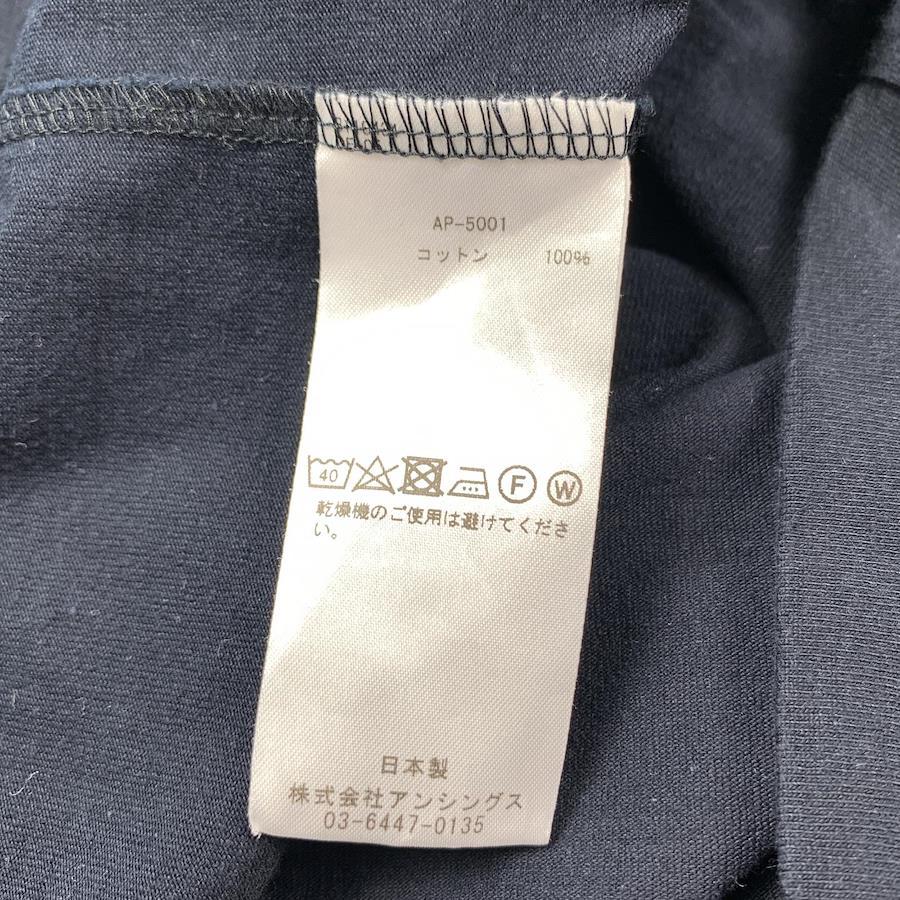 AP-5001
コットン 100%
40 F W
乾燥機のご使用は避けてくださ
い。
日本製
株式会社アンシングス
03-6447-0135